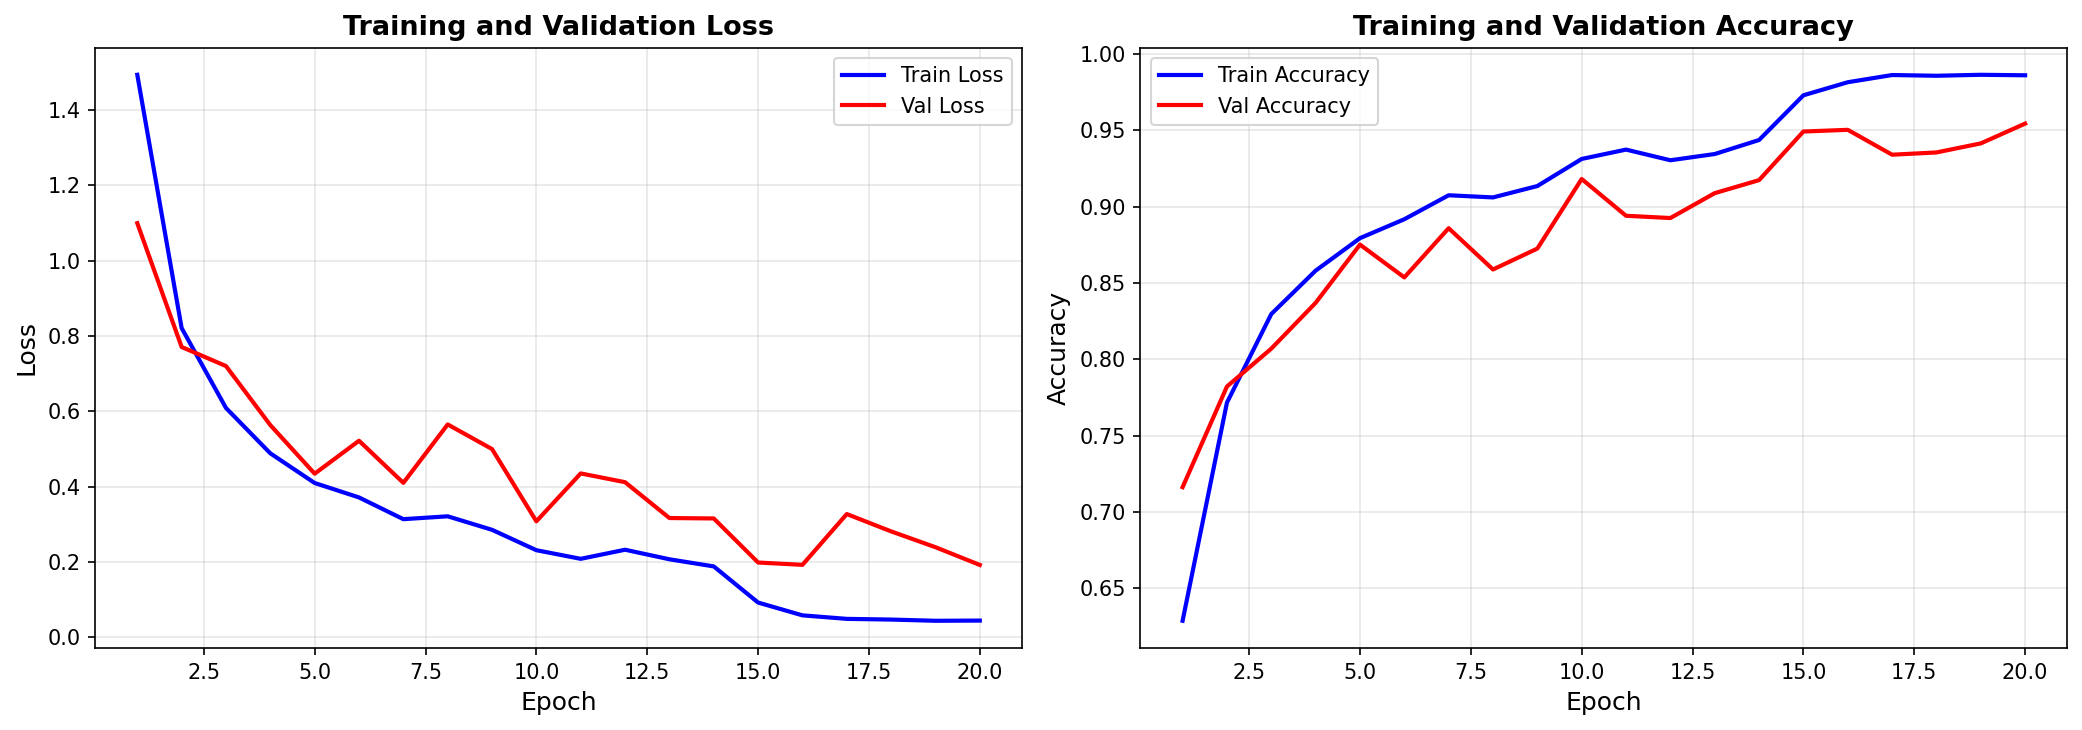 Training and Validation Loss
Train Loss
Val Loss
1.4
1.2
1.0
0.8
0.6
0.4
0.2
0.0
Loss
2.5 5.0 7.5 10.0 12.5 15.0 17.5 20.0
Epoch
Training and Validation Accuracy
Train Accuracy
Val Accuracy
1.00
0.95
0.90
0.85
0.80
0.75
0.70
0.65
Accuracy
2.5 5.0 7.5 10.0 12.5 15.0 17.5 20.0
Epoch